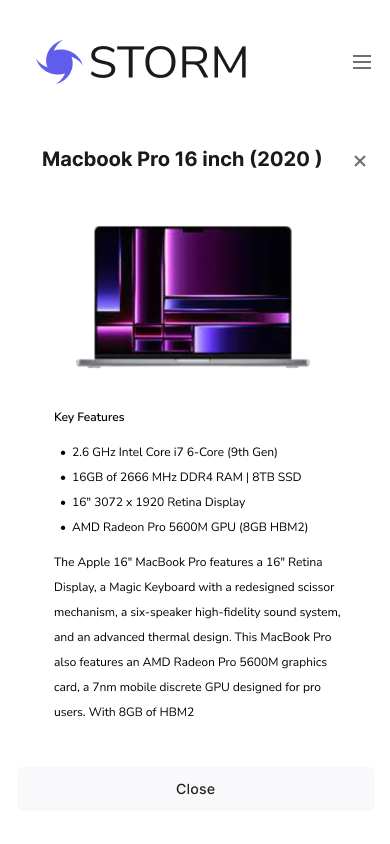 STORM
Macbook Pro 16 inch (2020 )
Key Features
• 2.6 GHz Intel Core i7 6-Core (9th Gen)
• 16GB of 2666 MHz DDR4 RAM | 8TB SSD
• 16" 3072 x 1920 Retina Display
• AMD Radeon Pro 5600M GPU (8GB HBM2)
The Apple 16" MacBook Pro features a 16" Retina
Display, a Magic Keyboard with a redesigned scissor
mechanism, a six-speaker high-fidelity sound system,
and an advanced thermal design. This MacBook Pro
also features an AMD Radeon Pro 5600M graphics
card, a 7nm mobile discrete GPU designed for pro
users. With 8GB of HBM2
Close